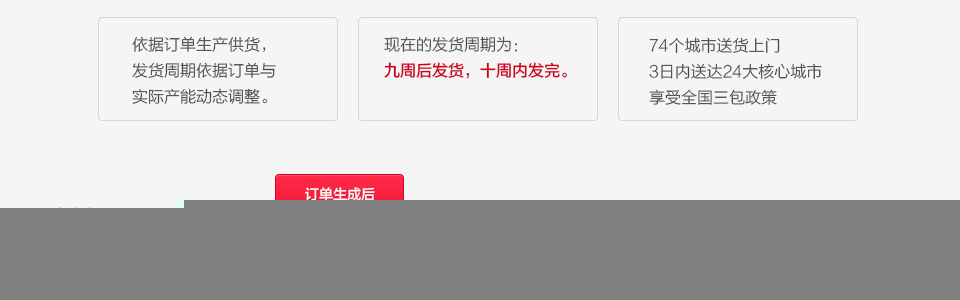 依据订单生产供货，
发货周期依据订单与
实际产能动态调整。
现在的发货周期为：
九周后发货，十周内发完。
74个城市送货上门
3日内送达24大核心城市
享受全国三包政策
订单生成后